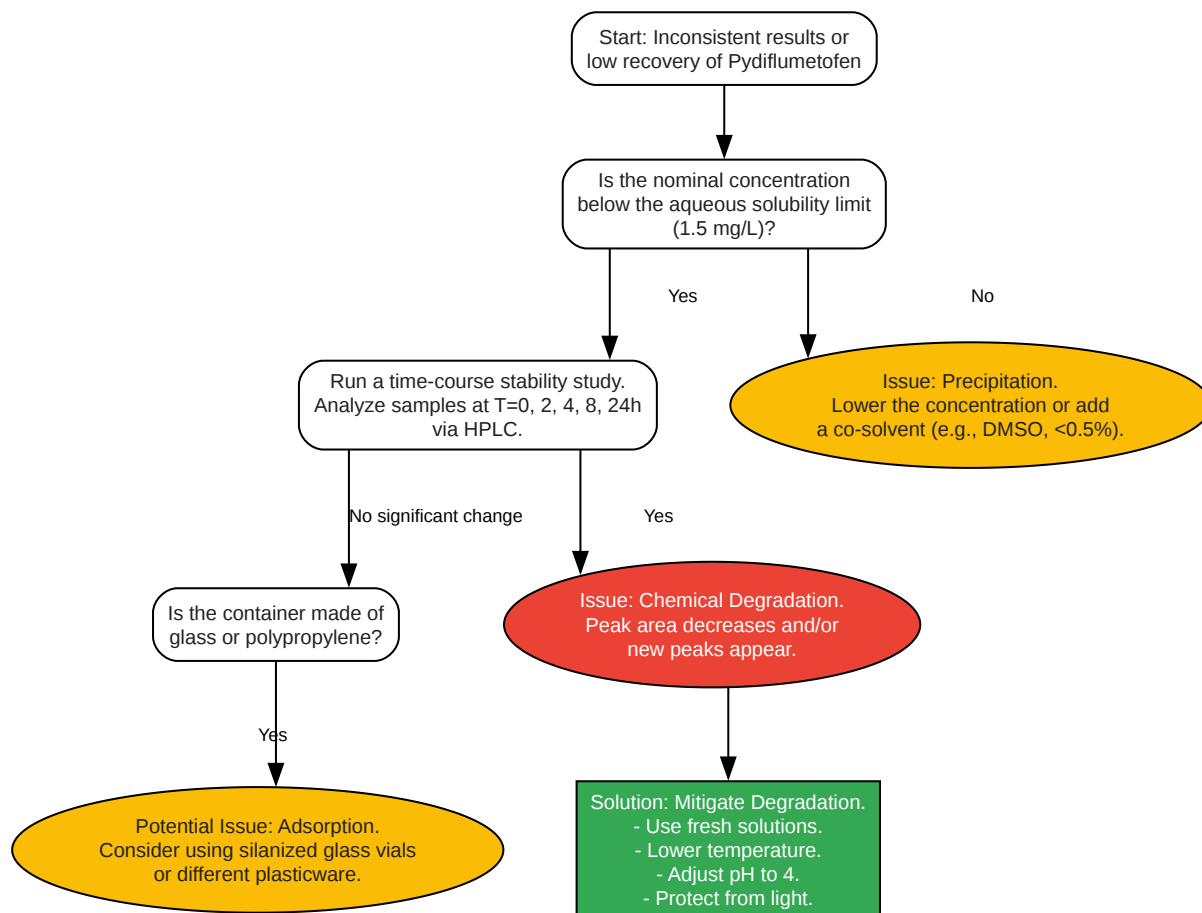 Start: Inconsistent results or
low recovery of Pydiflumetofen
Is the nominal concentration
below the aqueous solubility limit
(1.5 mg/L)?
Yes
No
Run a time-course stability study.
Analyze samples at T=0, 2, 4, 8, 24h
via HPLC.
Issue: Precipitation.
Lower the concentration or add
a co-solvent (e.g., DMSO, <0.5%).
No significant change
Yes
Is the container made of
glass or polypropylene?
Issue: Chemical Degradation.
Peak area decreases and/or
new peaks appear.
Yes
Potential Issue: Adsorption.
Consider using silanized glass vials
or different plasticware.
Solution: Mitigate Degradation.
- Use fresh solutions.
- Lower temperature.
- Adjust pH to 4.
- Protect from light.